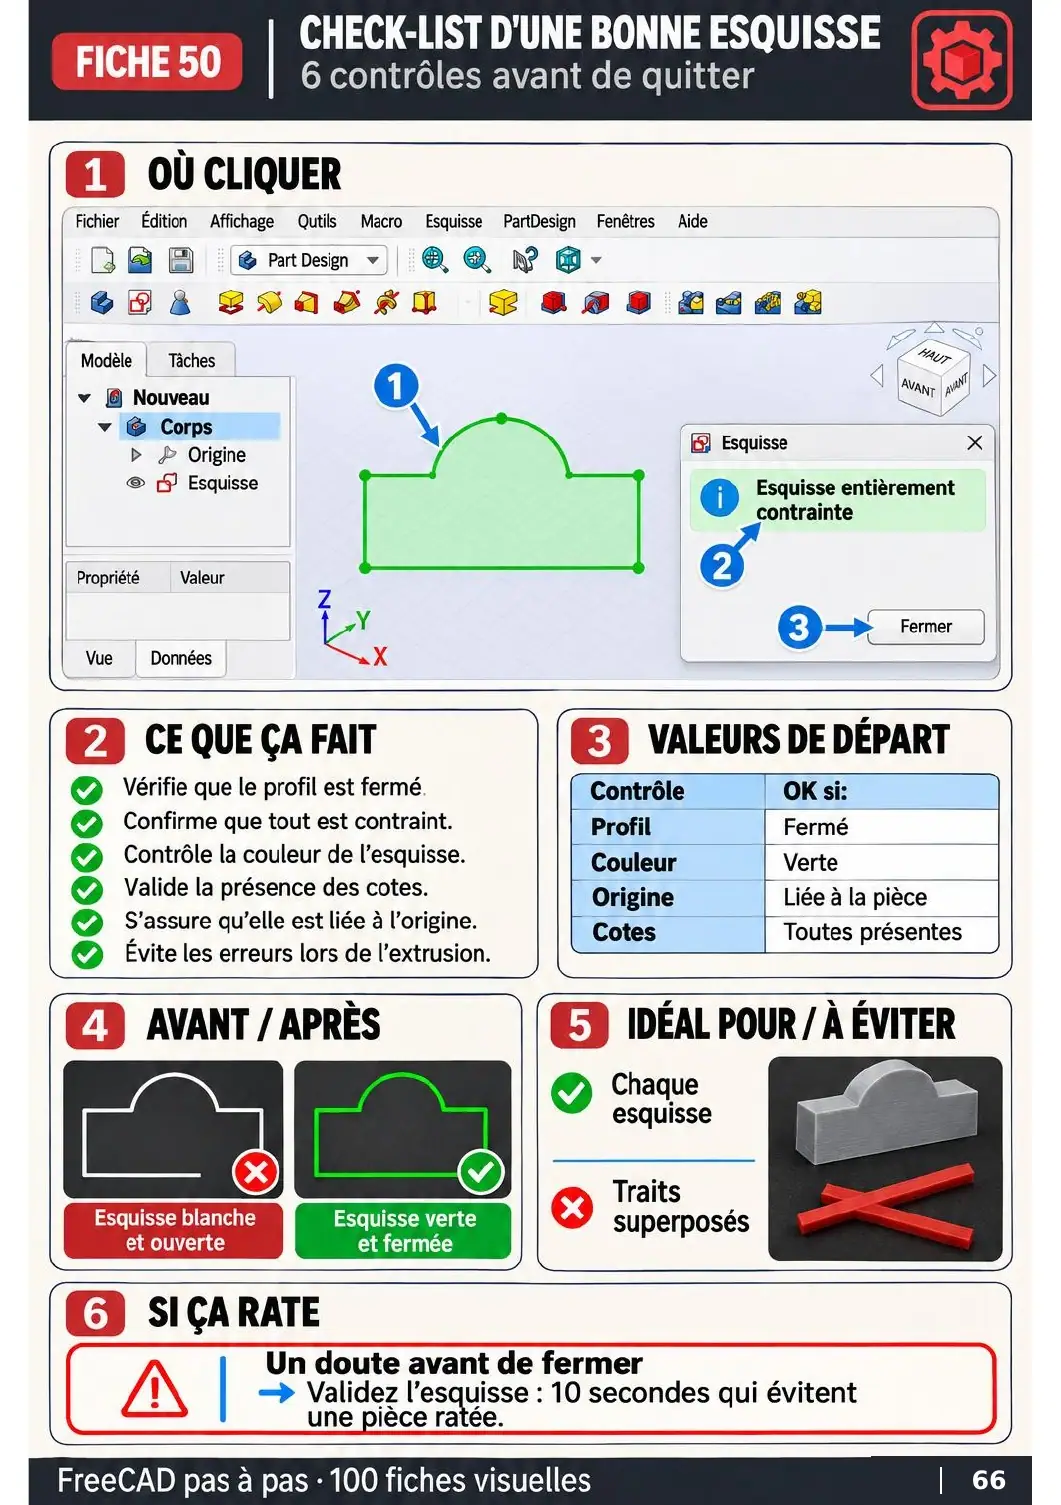 FICHE 50
CHECK-LIST D'UNE BONNE ESQUISSE
6 contrôles avant de quitter
1 OÙ CLIQUER
Fichier Édition Affichage Outils Macro Esquisse PartDesign Fenêtres Aide
Part Design
Modèle Tâches
Nouveau
Corps
Origine
Esquisse
Propriété Valeur
Vue Données
1
Z
Y
X
HAUT
AVANT AVANT
Esquisse
i
Esquisse entièrement
contrainte
2
3
Fermer
2 CE QUE ÇA FAIT
Vérifie que le profil est fermé.
Confirme que tout est contraint.
Contrôle la couleur de l'esquisse.
Valide la présence des cotes.
S'assure qu'elle est liée à l'origine.
Évite les erreurs lors de l'extrusion.
3 VALEURS DE DÉPART
Contrôle OK si:
Profil Fermé
Couleur Verte
Origine Liée à la pièce
Cotes Toutes présentes
4 AVANT / APRÈS
Esquisse blanche
et ouverte
Esquisse verte
et fermée
5 IDÉAL POUR / À ÉVITER
Chaque
esquisse
Traits
superposés
6 SI ÇA RATE
Un doute avant de fermer
Validez l'esquisse : 10 secondes qui évitent
une pièce ratée.
FreeCAD pas à pas · 100 fiches visuelles
66